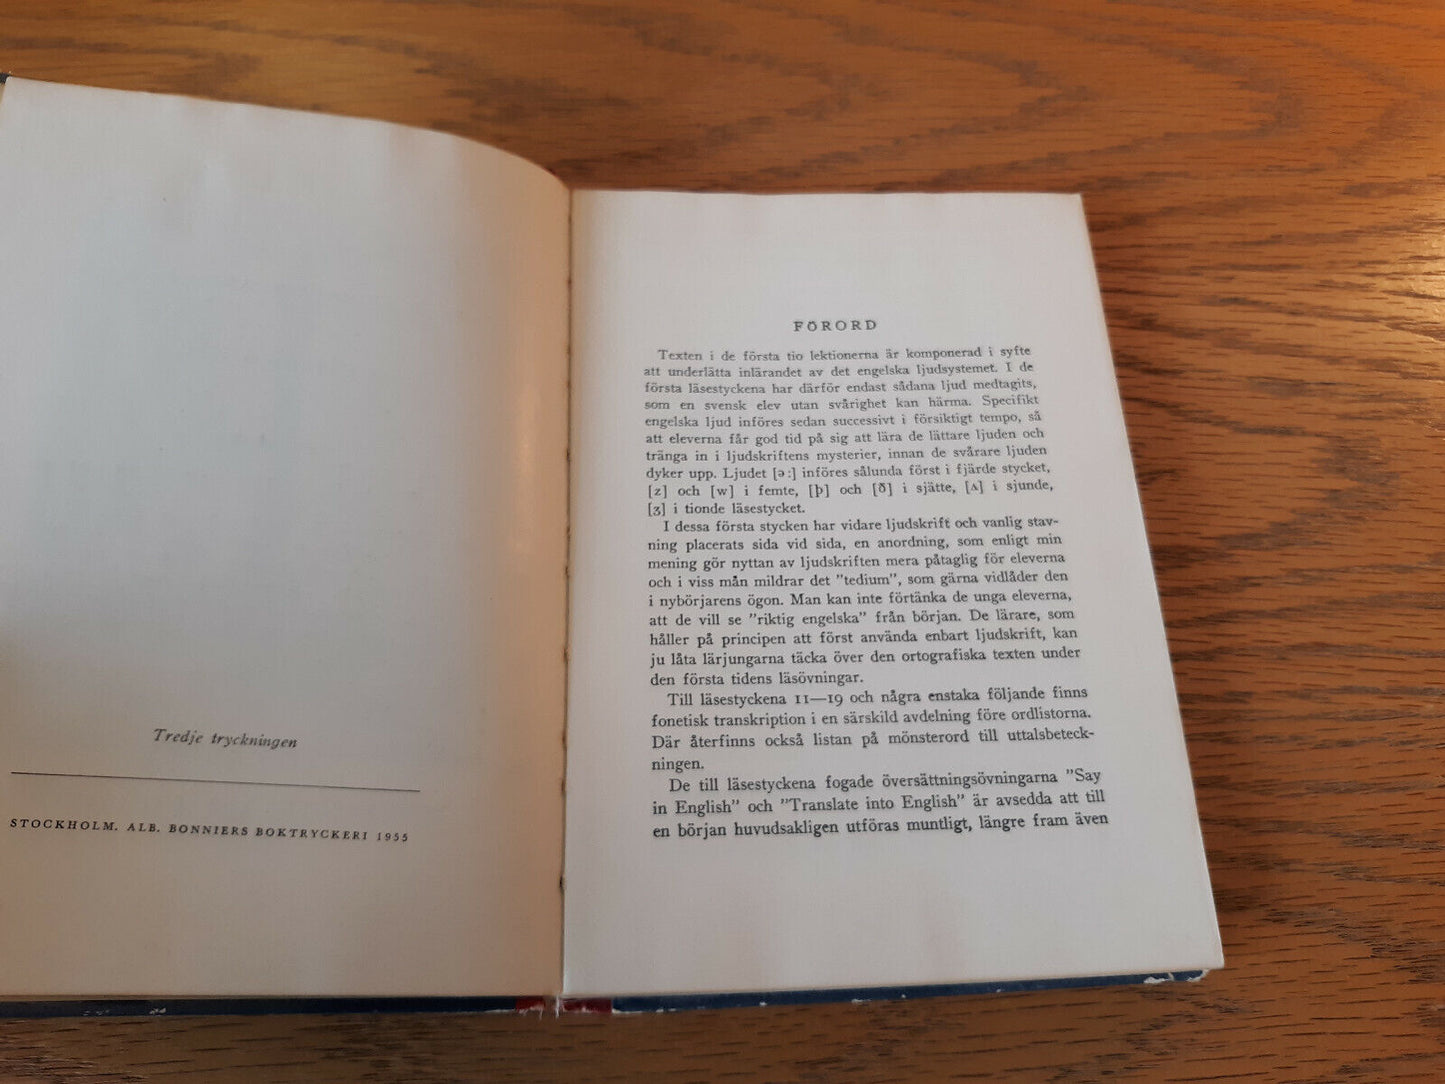 Tredje tryckningen
STOCKHOLM. ALB. BONNIERS BOKTRYCKERI 1955
FÖRORD
Texten i de första tio lektionerna är komponerad i syfte
att underlätta inlärandet av det engelska ljudsystemet. I de
första läsestyckena har därför endast sådana ljud medtagits,
som en svensk elev utan svårighet kan härma. Specifikt
engelska ljud införes sedan successivt i försiktigt tempo, så
att eleverna får god tid på sig att lära de lättare ljuden och
tränga in i ljudskriftens mysterier, innan de svårare ljuden
dyker upp. Ljudet [ə:] införes sålunda först i fjärde stycket,
[z] och [w] i femte, [þ] och [ð] i sjätte, [ʌ] i sjunde,
[ʒ] i tionde läsestycket.
I dessa första stycken har vidare ljudskrift och vanlig stav-
ning placerats sida vid sida, en anordning, som enligt min
mening gör nyttan av ljudskriften mera påtaglig för eleverna
och i viss mån mildrar det "tedium", som gärna vidlåder den
i nybörjarens ögon. Man kan inte förtänka de unga eleverna,
att de vill se "riktig engelska" från början. De lärare, som
håller på principen att först använda enbart ljudskrift, kan
ju låta lärjungarna täcka över den ortografiska texten under
den första tidens läsövningar.
Till läsestyckena 11—19 och några enstaka följande finns
fonetisk transkription i en särskild avdelning före ordlistorna.
Där återfinns också listan på mönsterord till uttalsbeteck-
ningen.
De till läsestyckena fogade översättningsövningarna "Say
in English" och "Translate into English" är avsedda att till
en början huvudsakligen utföras muntligt, längre fram även